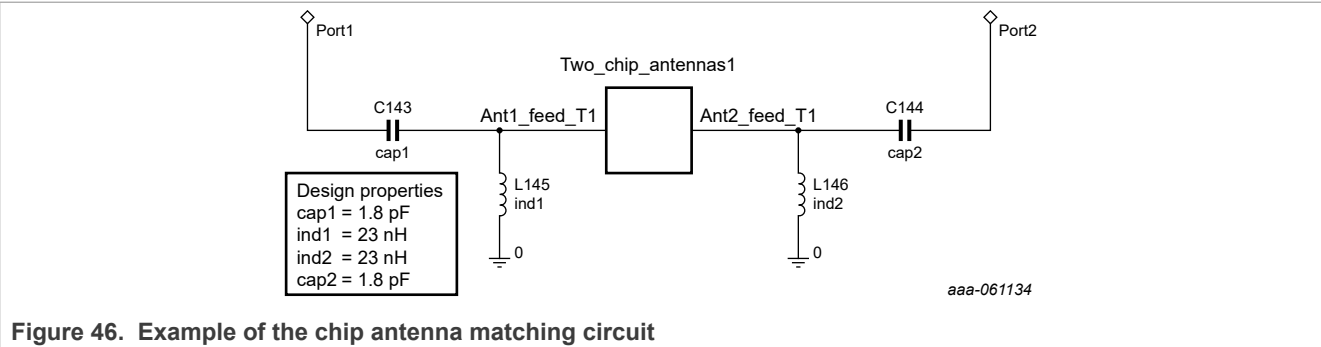 Port1
Port2
Two_chip_antennas1
C143
cap1
Ant1_feed_T1
Ant2_feed_T1
C144
cap2
L145
ind1
0
L146
ind2
0
Design properties
cap1 = 1.8 pF
ind1 = 23 nH
ind2 = 23 nH
cap2 = 1.8 pF
aaa-061134
Figure 46. Example of the chip antenna matching circuit